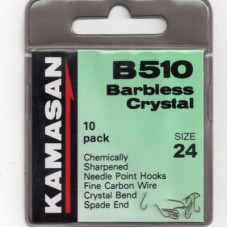 KAMASAN
B510
Barbless
Crystal
10
pack
SIZE
24
Chemically
Sharpened
Needle Point Hooks
Fine Carbon Wire
Crystal Bend
Spade End